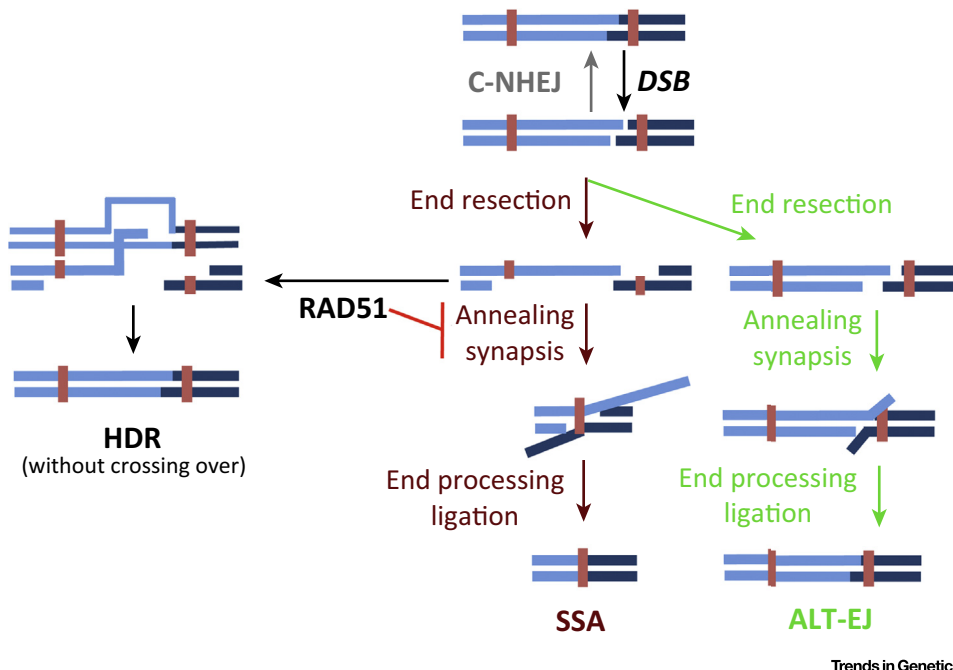 C-NHEJ
DSB
End resection
End resection
RAD51
Annealing
synapsis
Annealing
synapsis
HDR
(without crossing over)
End processing
ligation
End processing
ligation
SSA
ALT-EJ
Trends in Genetic